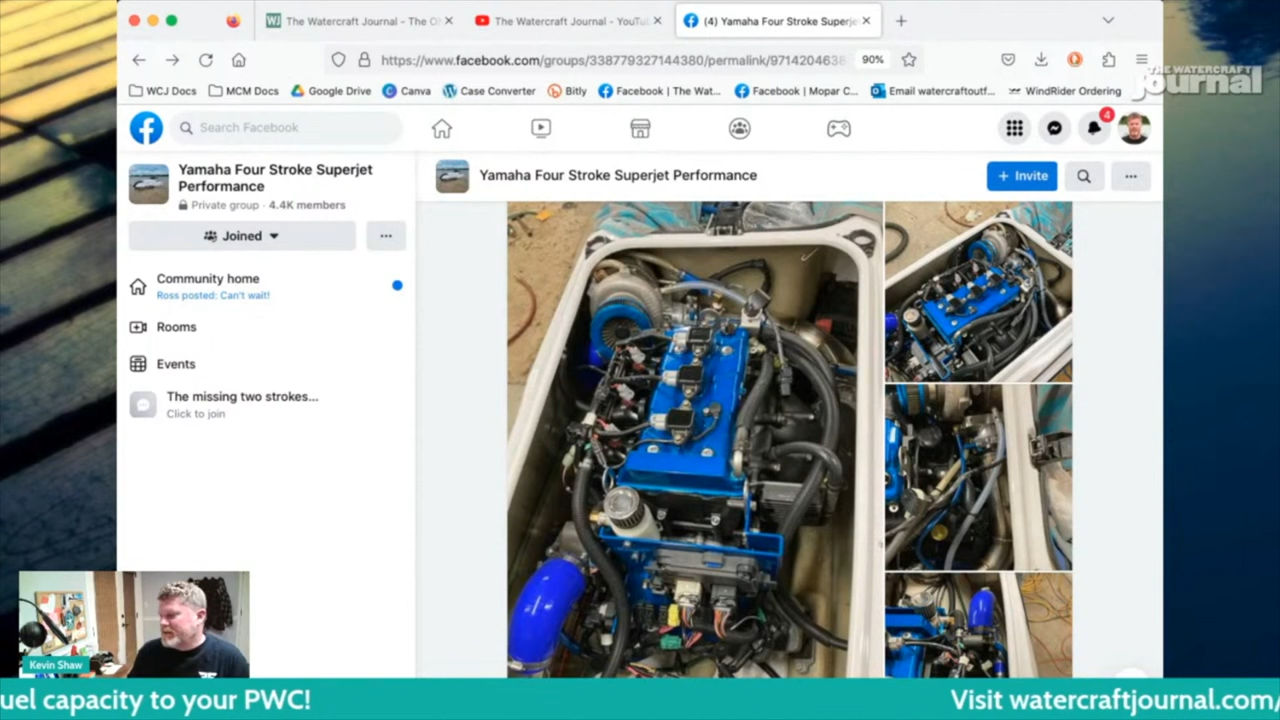 The Watercraft Journal - The O
The Watercraft Journal - YouTu
(4) Yamaha Four Stroke Superje
https://www.facebook.com/groups/338779327144380/permalink/9714204638
90%
THE WATERCRAFT
journal
WCJ Docs
MCM Docs
Google Drive
Canva
Case Converter
Bitly
Facebook | The Wat...
Facebook | Mopar C...
Email watercraftoutf...
WindRider Ordering
Search Facebook
4
Yamaha Four Stroke Superjet
Performance
Private group · 4.4K members
Joined
Yamaha Four Stroke Superjet Performance
+ Invite
Community home
Ross posted: Can't wait!
Rooms
Events
The missing two strokes...
Click to join
Kevin Shaw
uel capacity to your PWC!
Visit watercraftjournal.com/